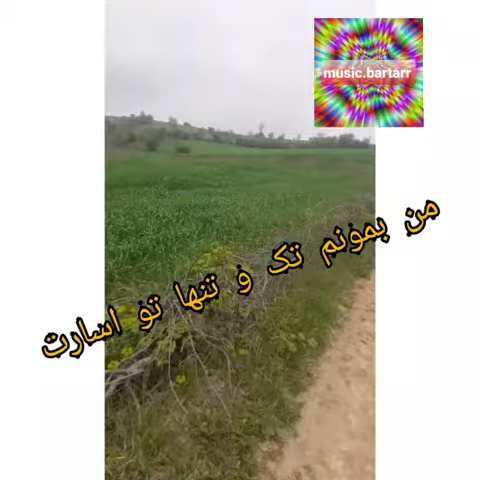 music.bartarr
من بمونم تک و تنها تو اسارت